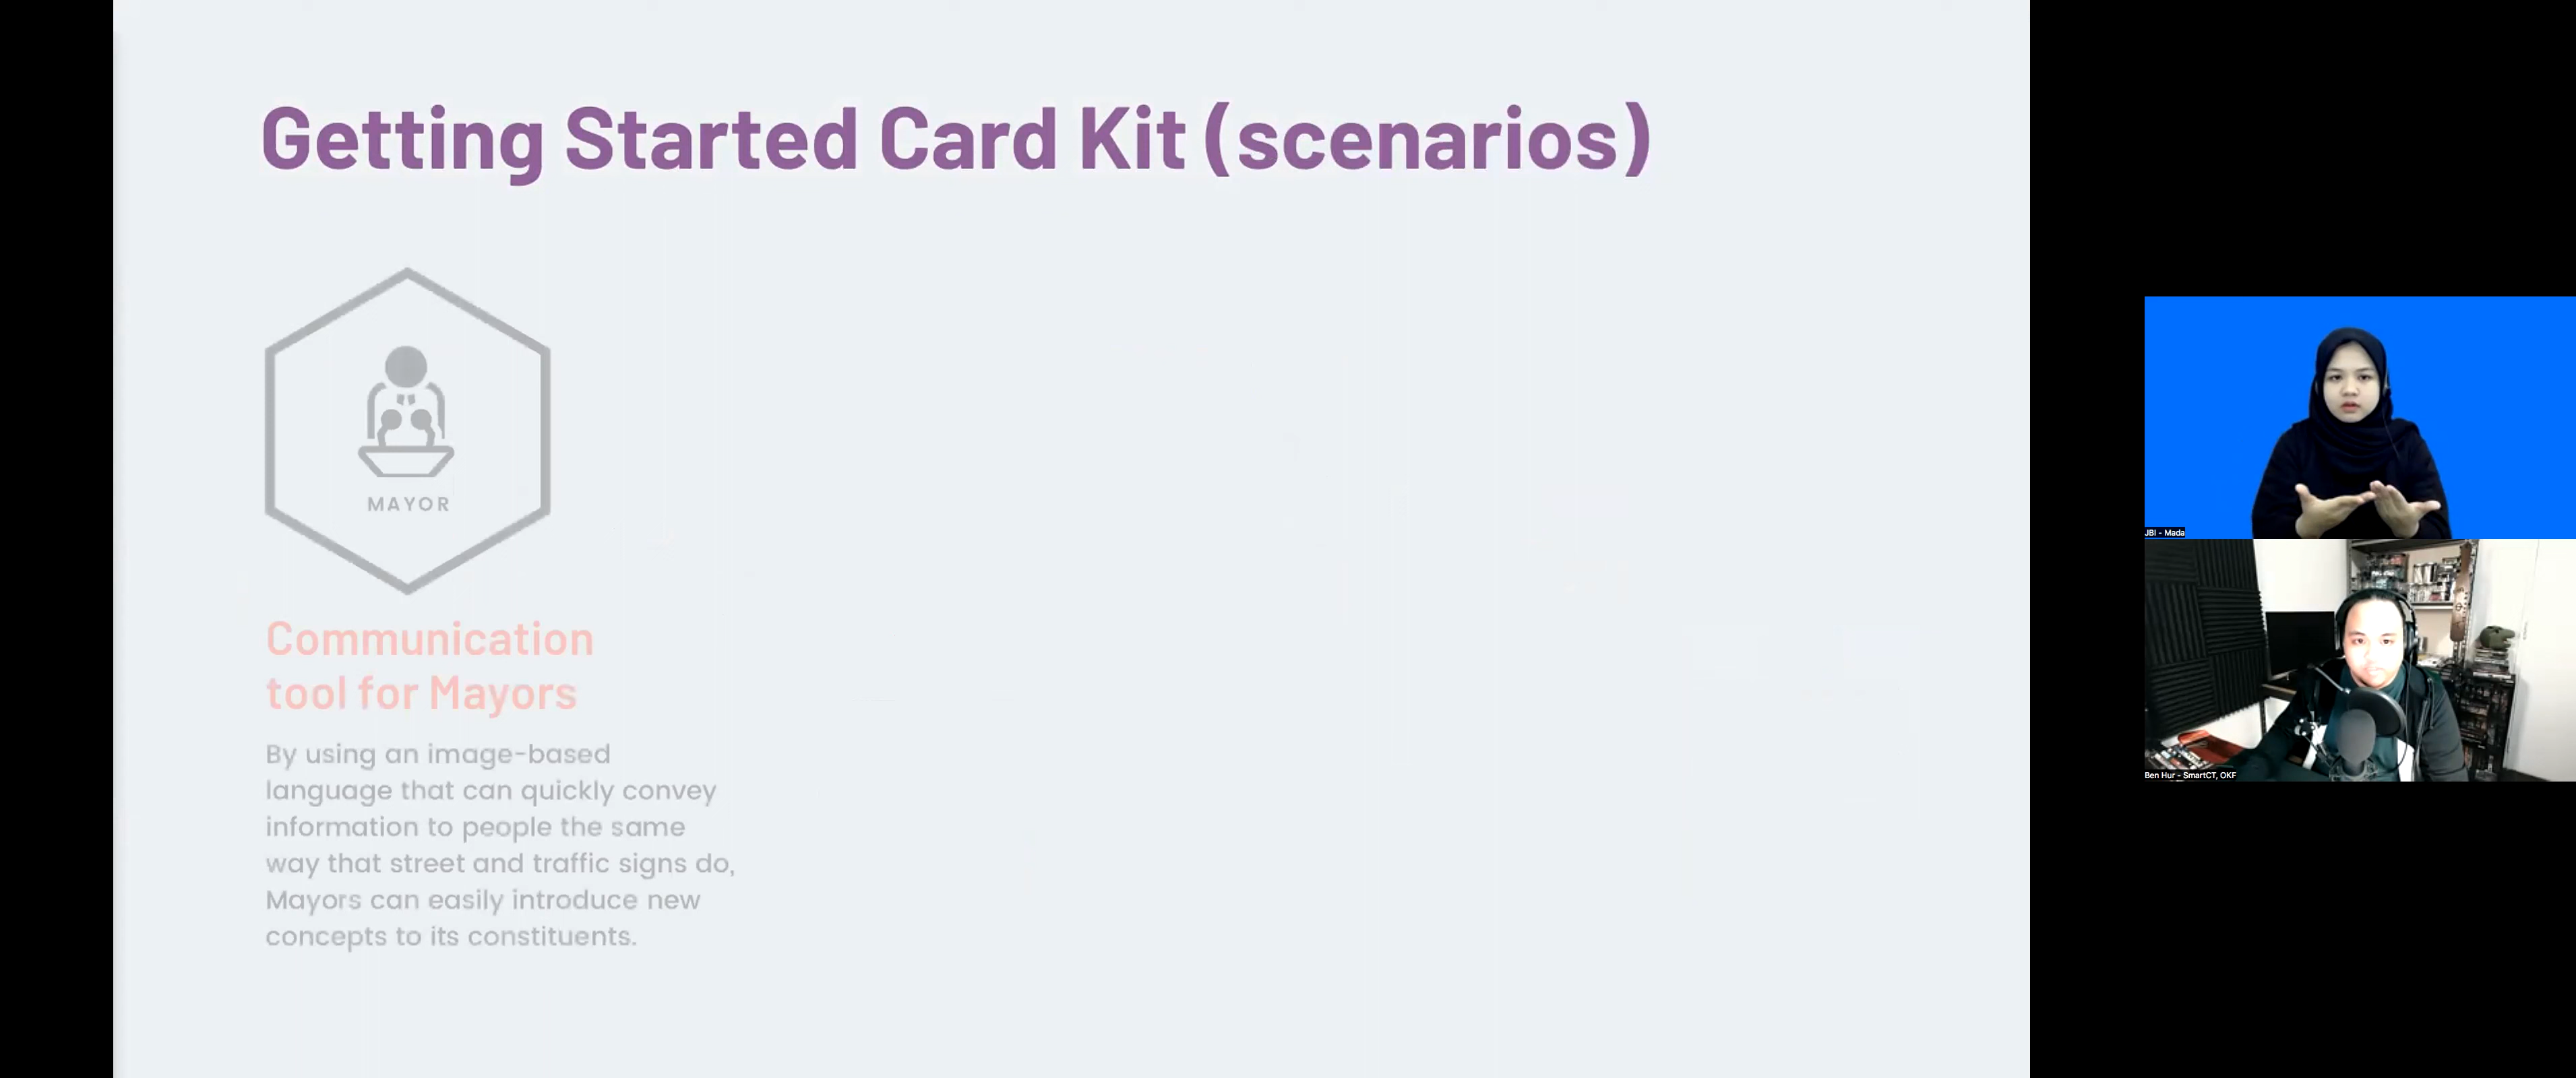 Getting Started Card Kit (scenarios)
MAYOR
Communication
tool for Mayors
By using an image-based
language that can quickly convey
information to people the same
way that street and traffic signs do,
Mayors can easily introduce new
concepts to its constituents.
JBI - Mada
Ben Hur - SmartCT, OKF